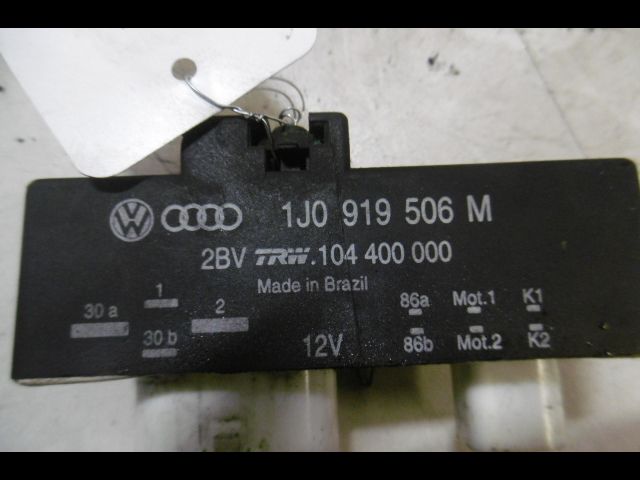 1J0 919 506 M
2BV TRW.104 400 000
Made in Brazil
30 a 1 2 86a Mot.1 K1
30 b 12V 86b Mot.2 K2